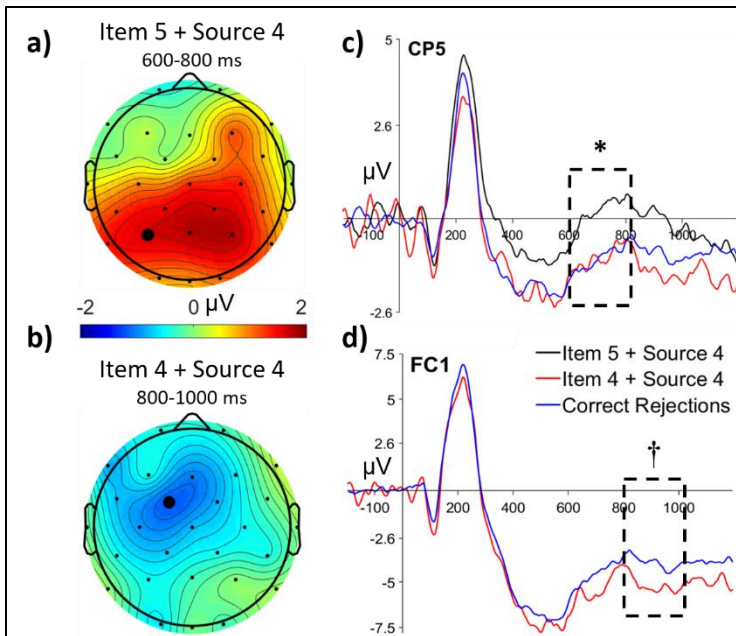 a)
Item 5 + Source 4
600-800 ms
-2
0
μV
2
b)
Item 4 + Source 4
800-1000 ms
c)
CP5
5
2.6
μV
-2.6
-100
200
400
600
800
1000
*
d)
FC1
7.5
5
2.6
μV
-2.6
-5
-7.5
-100
200
400
600
800
1000
Item 5 + Source 4
Item 4 + Source 4
Correct Rejections
†